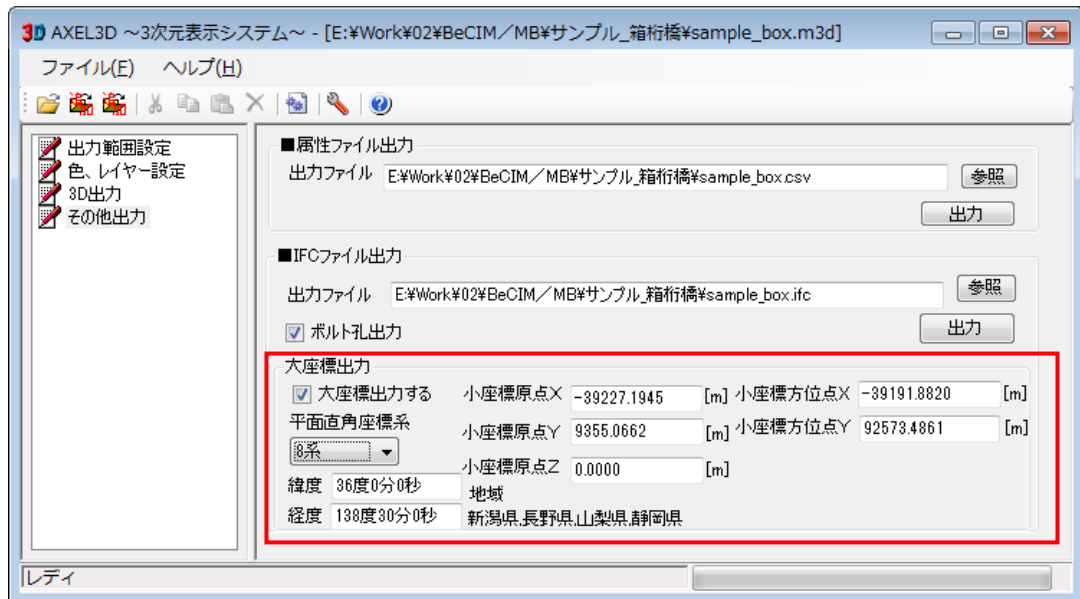 3D AXEL3D ～3次元表示システム～ - [E:¥Work¥02¥BeCIM／MB¥サンプル_箱桁橋¥sample_box.m3d]
ファイル(F) ヘルプ(H)
出力範囲設定
色、レイヤー設定
3D出力
その他出力
■属性ファイル出力
出力ファイル E:¥Work¥02¥BeCIM／MB¥サンプル_箱桁橋¥sample_box.csv 参照
出力
■IFCファイル出力
出力ファイル E:¥Work¥02¥BeCIM／MB¥サンプル_箱桁橋¥sample_box.ifc 参照
ボルト孔出力 出力
大座標出力
大座標出力する 小座標原点X -39227.1945 [m] 小座標方位点X -39191.8820 [m]
平面直角座標系 小座標原点Y 9355.0662 [m] 小座標方位点Y 92573.4861 [m]
8系 小座標原点Z 0.0000 [m]
緯度 36度0分0秒 地域
経度 138度30分0秒 新潟県,長野県,山梨県,静岡県
レディ